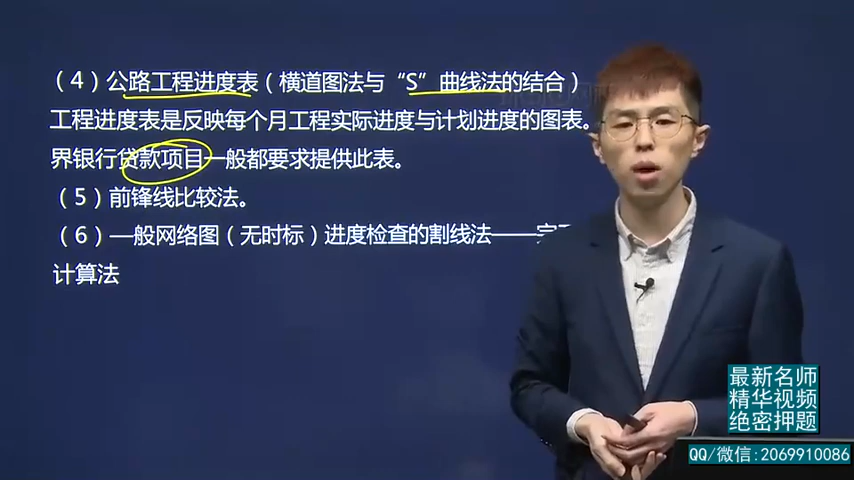 （4）公路工程进度表（横道图法与“S”曲线法的结合）
工程进度表是反映每个月工程实际进度与计划进度的图表。
界银行贷款项目一般都要求提供此表。
（5）前锋线比较法。
（6）一般网络图（无时标）进度检查的割线法——完
计算法
最新名师
精华视频
绝密押题
QQ/微信:2069910086